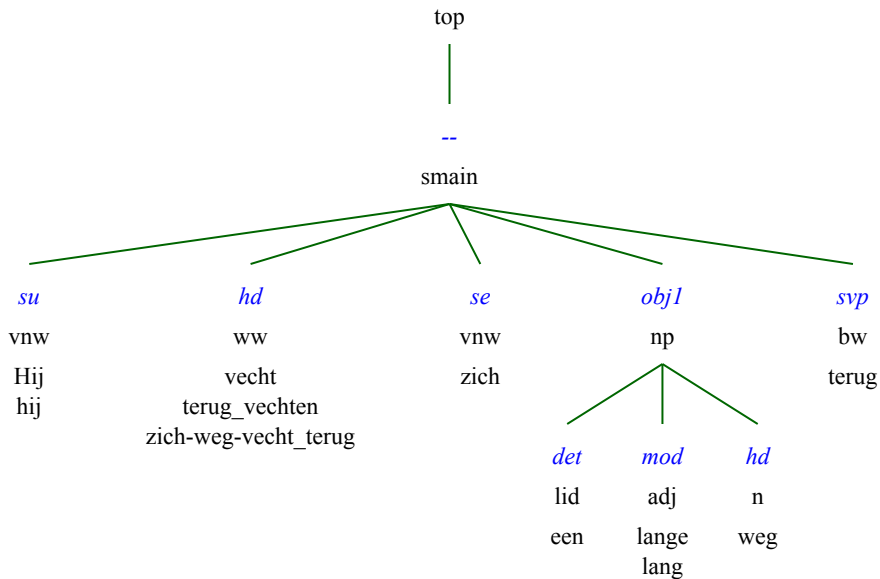 top
--
smain
su hd se obj1 svp
vnw ww vnw np bw
Hij vecht zich terug
hij terug_vechten
zich-weg-vecht_terug
det mod hd
lid adj n
een lange weg
lang